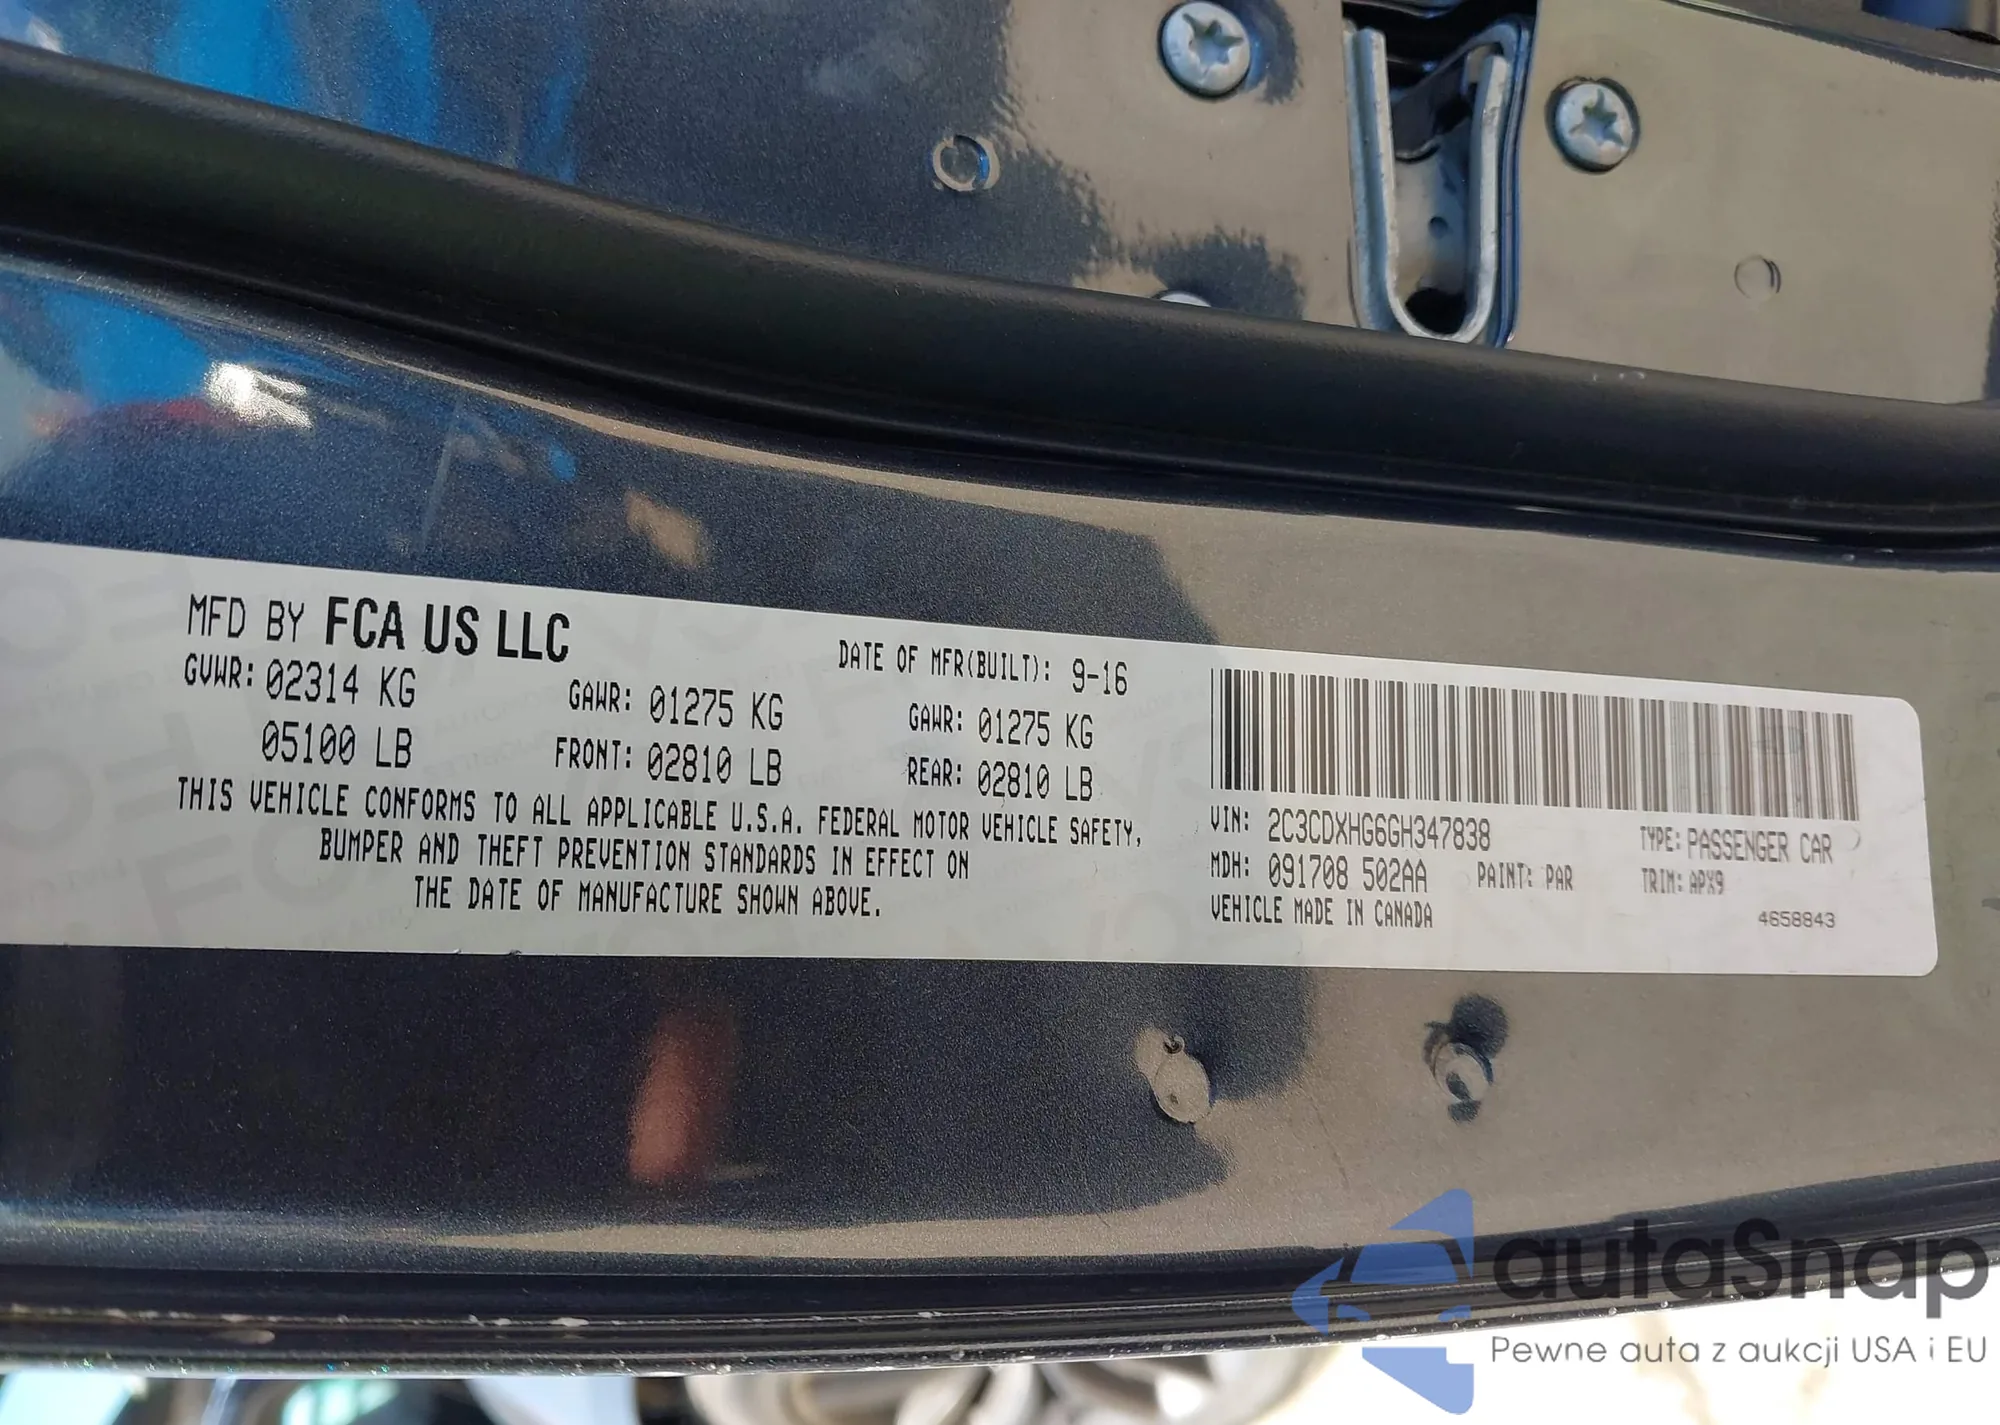 MFD BY FCA US LLC
DATE OF MFR(BUILT): 9-16
GVWR: 02314 KG
GAWR: 01275 KG
GAWR: 01275 KG
05100 LB
FRONT: 02810 LB
REAR: 02810 LB
THIS VEHICLE CONFORMS TO ALL APPLICABLE U.S.A. FEDERAL MOTOR VEHICLE SAFETY,
BUMPER AND THEFT PREVENTION STANDARDS IN EFFECT ON
THE DATE OF MANUFACTURE SHOWN ABOVE.
VIN: 2C3CDXHG6GH347838
TYPE: PASSENGER CAR
MDH: 091708 502AA
PAINT: PAR
TRIM: APX9
VEHICLE MADE IN CANADA
4658843
autaSnap
Pewne auta z aukcji USA i EU